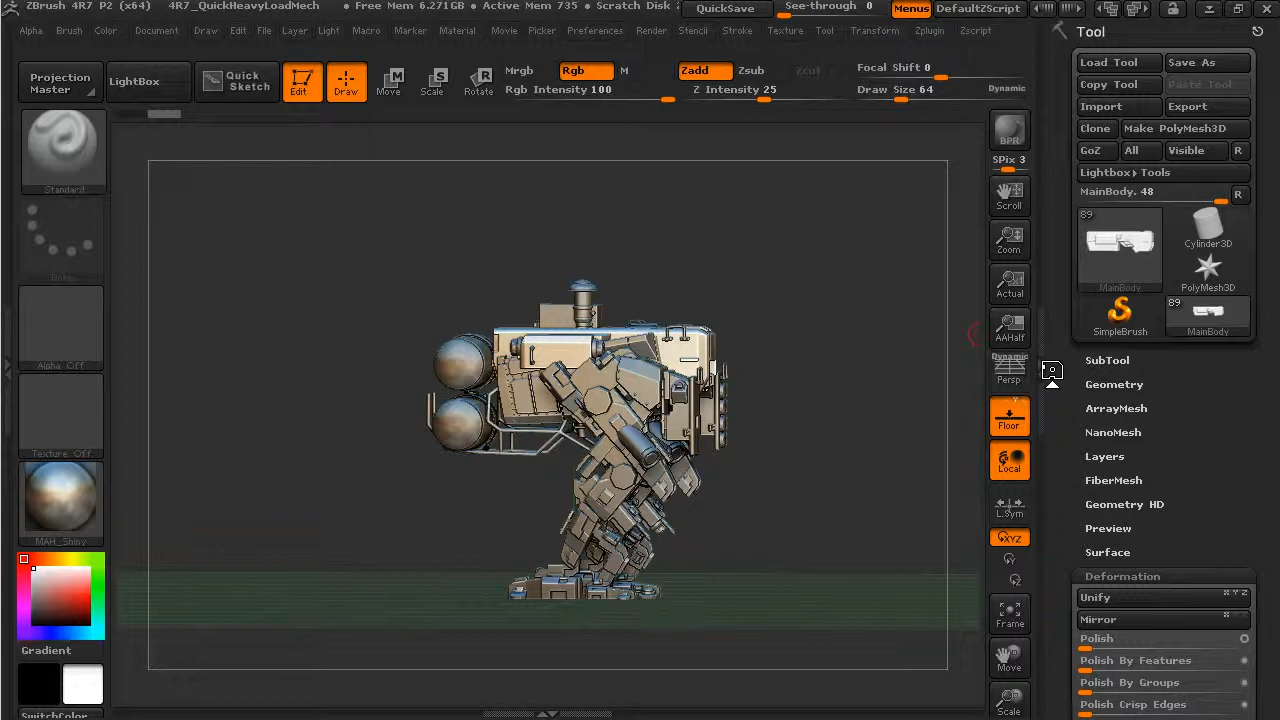 ZBrush 4R7 P2 (x64) 4R7_QuickHeavyLoadMech • Free Mem 6.271GB • Active Mem 735 • Scratch Disk QuickSave See-through 0 Menus DefaultZScript
Alpha Brush Color Document Draw Edit File Layer Light Macro Marker Material Movie Picker Preferences Render Stencil Stroke Texture Tool Transform Zplugin Zscript
Projection Master
LightBox
Quick Sketch
Edit
Draw
Move
Scale
Rotate
Mrgb Rgb M
Rgb Intensity 100
Zadd Zsub Zcut
Z Intensity 25
Focal Shift 0
Draw Size 64
Dynamic
Standard
Dots
Alpha Off
Texture Off
MAH_Shiny
Gradient
SwitchColor
BPR
SPix 3
Scroll
Zoom
Actual
AAHalf
Dynamic
Persp
Floor
Local
L.Sym
XYZ
Y
Z
Frame
Move
Scale
Tool
Load Tool Save As
Copy Tool Paste Tool
Import Export
Clone Make PolyMesh3D
GoZ All Visible R
Lightbox▸Tools
MainBody. 48 R
89
MainBody
Cylinder3D
PolyMesh3D
SimpleBrush
89
MainBody
SubTool
Geometry
ArrayMesh
NanoMesh
Layers
FiberMesh
Geometry HD
Preview
Surface
Deformation
Unify X Y Z
Mirror
Polish
Polish By Features
Polish By Groups
Polish Crisp Edges